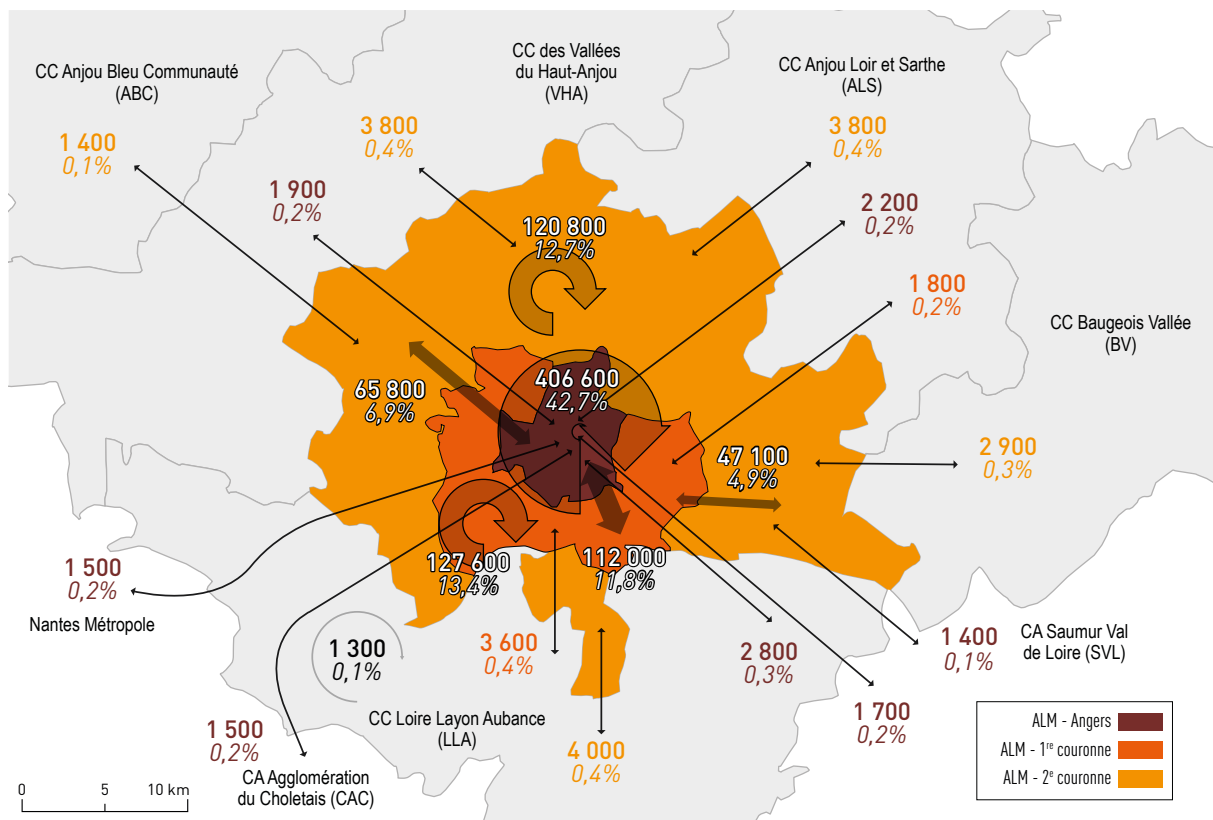 CC Anjou Bleu Communauté
(ABC)
CC des Vallées
du Haut-Anjou
(VHA)
CC Anjou Loir et Sarthe
(ALS)
1 400
0,1%
3 800
0,4%
3 800
0,4%
1 900
0,2%
2 200
0,2%
120 800
12,7%
1 800
0,2%
CC Baugeois Vallée
(BV)
65 800
6,9%
406 600
42,7%
47 100
4,9%
2 900
0,3%
127 600
13,4%
112 000
11,8%
1 500
0,2%
Nantes Métropole
1 300
0,1%
3 600
0,4%
2 800
0,3%
1 400
0,1%
CA Saumur Val
de Loire (SVL)
1 700
0,2%
1 500
0,2%
CC Loire Layon Aubance
(LLA)
4 000
0,4%
CA Agglomération
du Choletais (CAC)
0 5 10 km
ALM - Angers
ALM - 1re couronne
ALM - 2e couronne